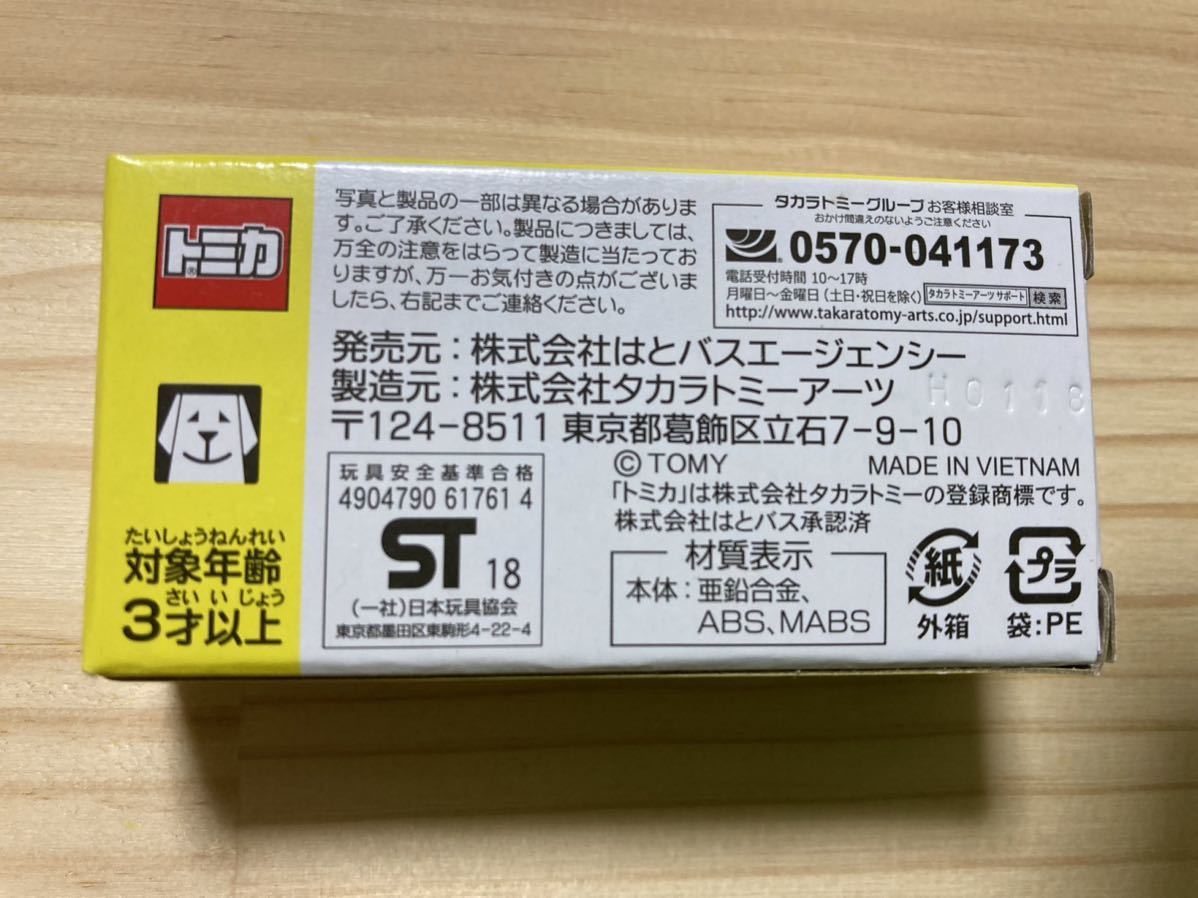 トミカ®
たいしょうねんれい
対象年齢
さい いじょう
3才以上
写真と製品の一部は異なる場合がありま
す。ご了承ください。製品につきましては、
万全の注意をはらって製造に当たってお
りますが、万一お気付きの点がございま
したら、右記までご連絡ください。
タカラトミーグループ お客様相談室
おかけ間違えのないようご注意ください
0570-041173
電話受付時間 10〜17時
月曜日〜金曜日(土日・祝日を除く) タカラトミーアーツ サポート 検索
http://www.takaratomy-arts.co.jp/support.html
発売元:株式会社はとバスエージェンシー
製造元:株式会社タカラトミーアーツ
H0118
〒124-8511 東京都葛飾区立石7-9-10
© TOMY MADE IN VIETNAM
「トミカ」は株式会社タカラトミーの登録商標です。
株式会社はとバス承認済
玩具安全基準合格
4904790 61761 4
ST 18
(一社)日本玩具協会
東京都墨田区東駒形4-22-4
材質表示
本体:亜鉛合金、
ABS、MABS
紙
外箱
プラ
袋:PE